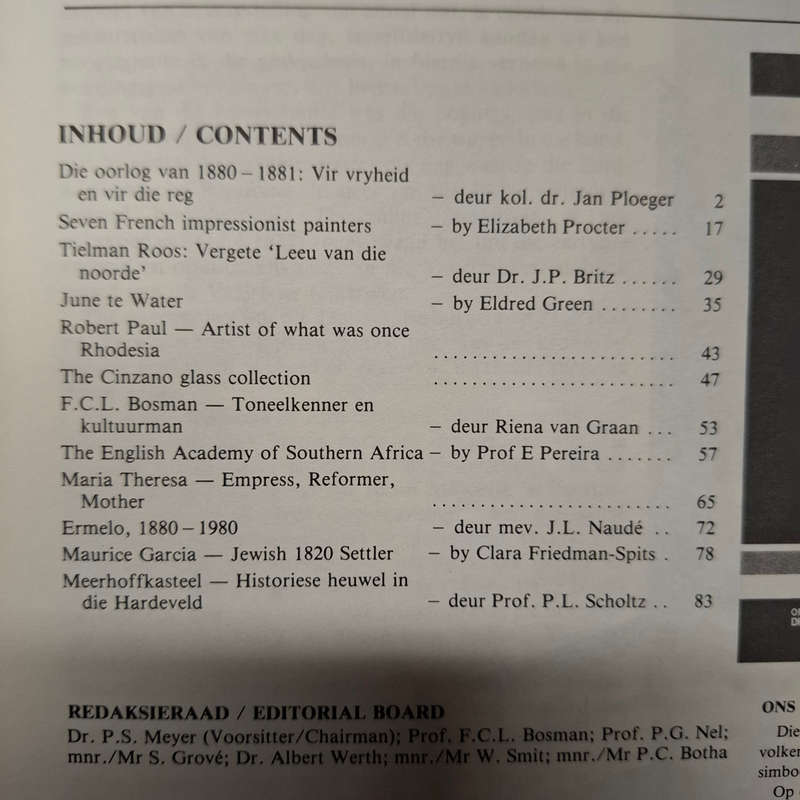 INHOUD / CONTENTS
Die oorlog van 1880 – 1881: Vir vryheid
en vir die reg – deur kol. dr. Jan Ploeger 2
Seven French impressionist painters – by Elizabeth Procter ..... 17
Tielman Roos: Vergete ‘Leeu van die
noorde’ – deur Dr. J.P. Britz ...... 29
June te Water – by Eldred Green ........ 35
Robert Paul — Artist of what was once
Rhodesia ......................... 43
The Cinzano glass collection ......................... 47
F.C.L. Bosman — Toneelkenner en
kultuurman – deur Riena van Graan ... 53
The English Academy of Southern Africa – by Prof E Pereira ....... 57
Maria Theresa — Empress, Reformer,
Mother ......................... 65
Ermelo, 1880 – 1980 – deur mev. J.L. Naudé .. 72
Maurice Garcia — Jewish 1820 Settler – by Clara Friedman-Spits . 78
Meerhoffkasteel — Historiese heuwel in
die Hardeveld – deur Prof. P.L. Scholtz .. 83
REDAKSIERAAD / EDITORIAL BOARD
Dr. P.S. Meyer (Voorsitter/Chairman); Prof. F.C.L. Bosman; Prof. P.G. Nel;
mnr./Mr S. Grové; Dr. Albert Werth; mnr./Mr W. Smit; mnr./Mr P.C. Botha
ONS
Die
volker
simbo
Op